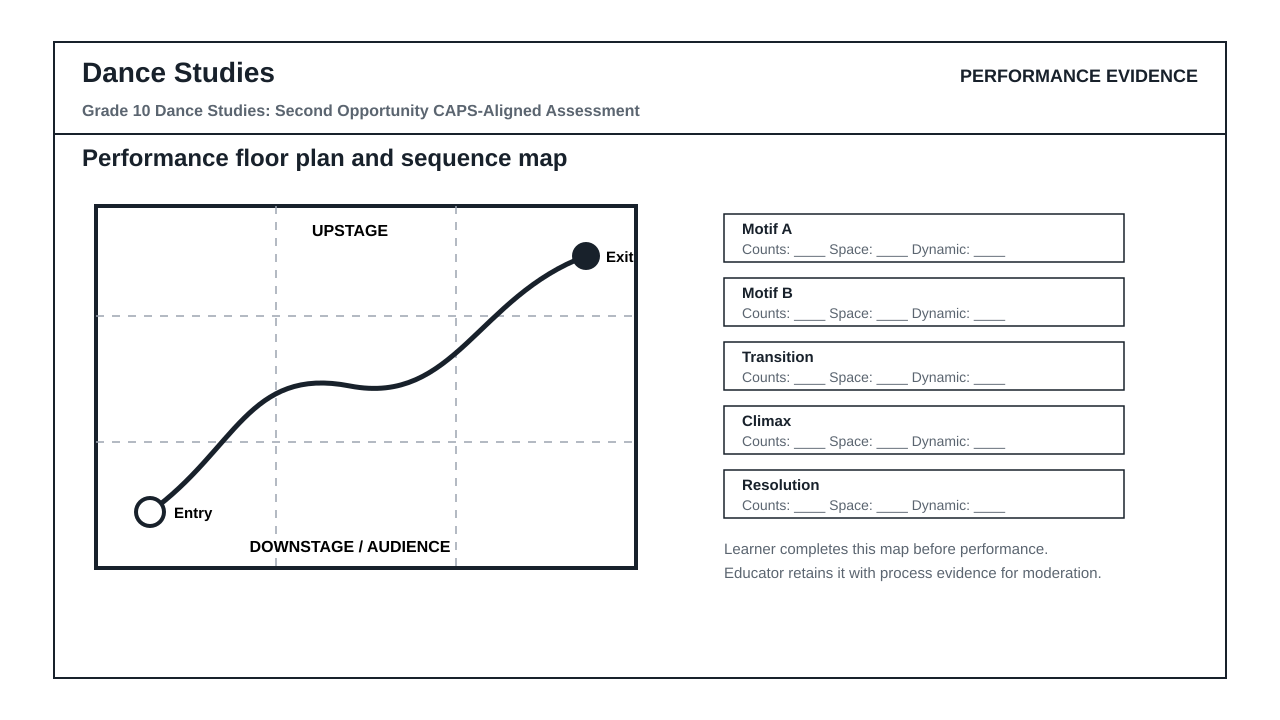 Dance Studies
PERFORMANCE EVIDENCE
Grade 10 Dance Studies: Second Opportunity CAPS-Aligned Assessment
Performance floor plan and sequence map
UPSTAGE
Exit
Entry
DOWNSTAGE / AUDIENCE
Motif A
Counts: ____ Space: ____ Dynamic: ____
Motif B
Counts: ____ Space: ____ Dynamic: ____
Transition
Counts: ____ Space: ____ Dynamic: ____
Climax
Counts: ____ Space: ____ Dynamic: ____
Resolution
Counts: ____ Space: ____ Dynamic: ____
Learner completes this map before performance.
Educator retains it with process evidence for moderation.